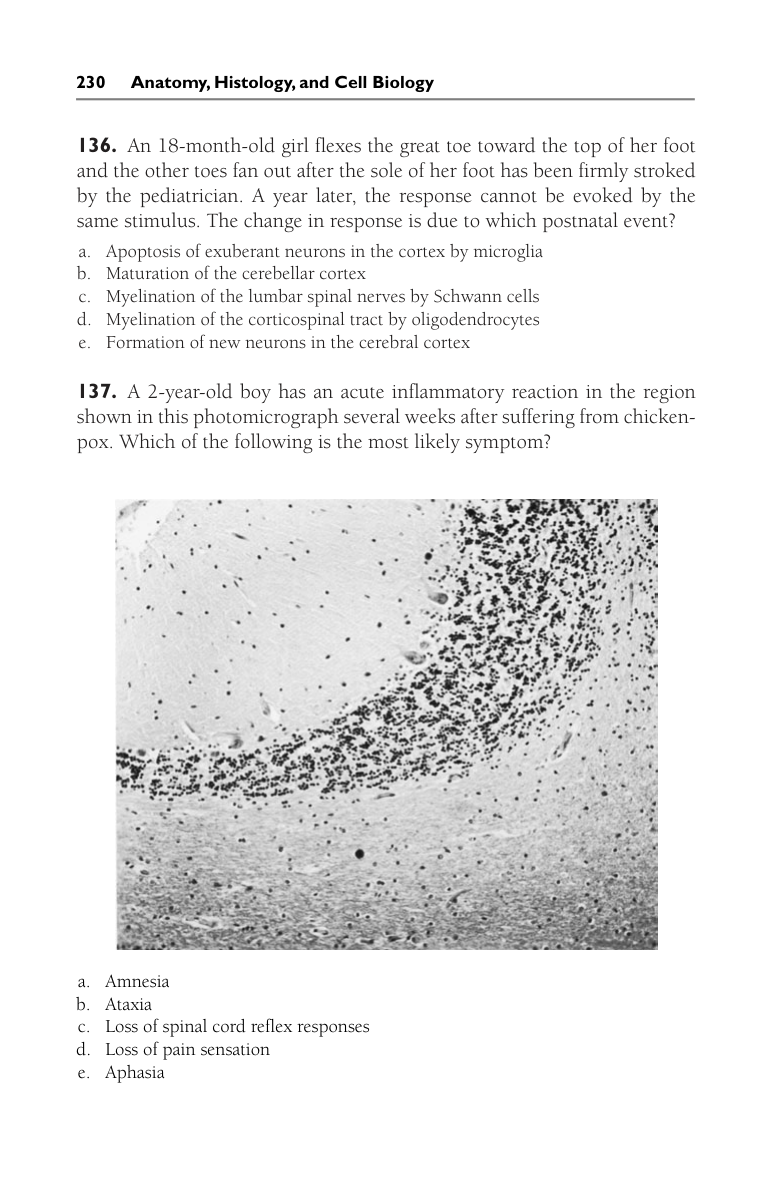 230 Anatomy, Histology, and Cell Biology
136. An 18-month-old girl flexes the great toe toward the top of her foot
and the other toes fan out after the sole of her foot has been firmly stroked
by the pediatrician. A year later, the response cannot be evoked by the
same stimulus. The change in response is due to which postnatal event?
a. Apoptosis of exuberant neurons in the cortex by microglia
b. Maturation of the cerebellar cortex
c. Myelination of the lumbar spinal nerves by Schwann cells
d. Myelination of the corticospinal tract by oligodendrocytes
e. Formation of new neurons in the cerebral cortex
137. A 2-year-old boy has an acute inflammatory reaction in the region
shown in this photomicrograph several weeks after suffering from chicken-
pox. Which of the following is the most likely symptom?
a. Amnesia
b. Ataxia
c. Loss of spinal cord reflex responses
d. Loss of pain sensation
e. Aphasia